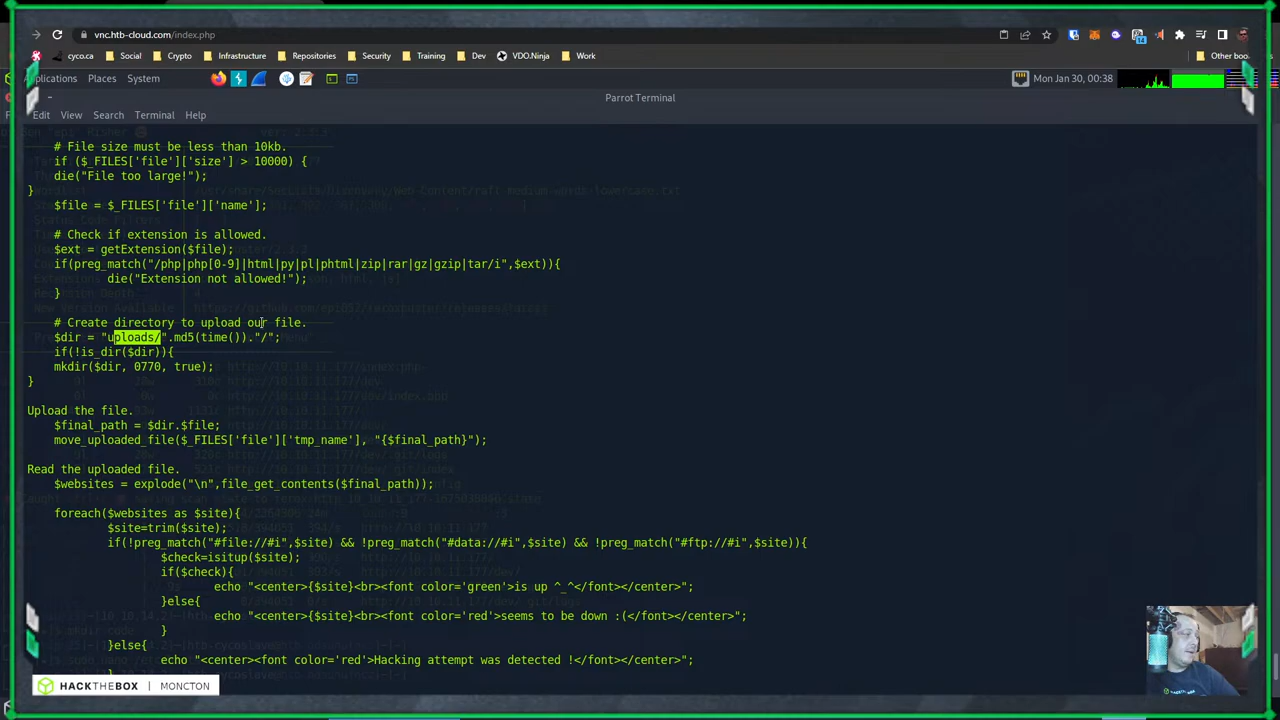 vnc.htb-cloud.com/index.php
cyco.ca Social Crypto Infrastructure Repositories Security Training Dev VDO.Ninja Work Other boo
Applications Places System Mon Jan 30, 00:38
Parrot Terminal
Edit View Search Terminal Help
# File size must be less than 10kb.
if ($_FILES['file']['size'] > 10000) {
die("File too large!");
}
$file = $_FILES['file']['name'];
# Check if extension is allowed.
$ext = getExtension($file);
if(preg_match("/php|php[0-9]|html|py|pl|phtml|zip|rar|gz|gzip|tar/i",$ext)){
die("Extension not allowed!");
}
# Create directory to upload our file.
$dir = "uploads/".md5(time())."/";
if(!is_dir($dir)){
mkdir($dir, 0770, true);
}
Upload the file.
$final_path = $dir.$file;
move_uploaded_file($_FILES['file']['tmp_name'], "{$final_path}");
Read the uploaded file.
$websites = explode("\n",file_get_contents($final_path));
foreach($websites as $site){
$site=trim($site);
if(!preg_match("#file://#i",$site) && !preg_match("#data://#i",$site) && !preg_match("#ftp://#i",$site)){
$check=isitup($site);
if($check){
echo "<center>{$site}<br><font color='green'>is up ^_^</font></center>";
}else{
echo "<center>{$site}<br><font color='red'>seems to be down :(</font></center>";
}
}else{
echo "<center><font color='red'>Hacking attempt was detected !</font></center>";
HACKTHEBOX | MONCTON